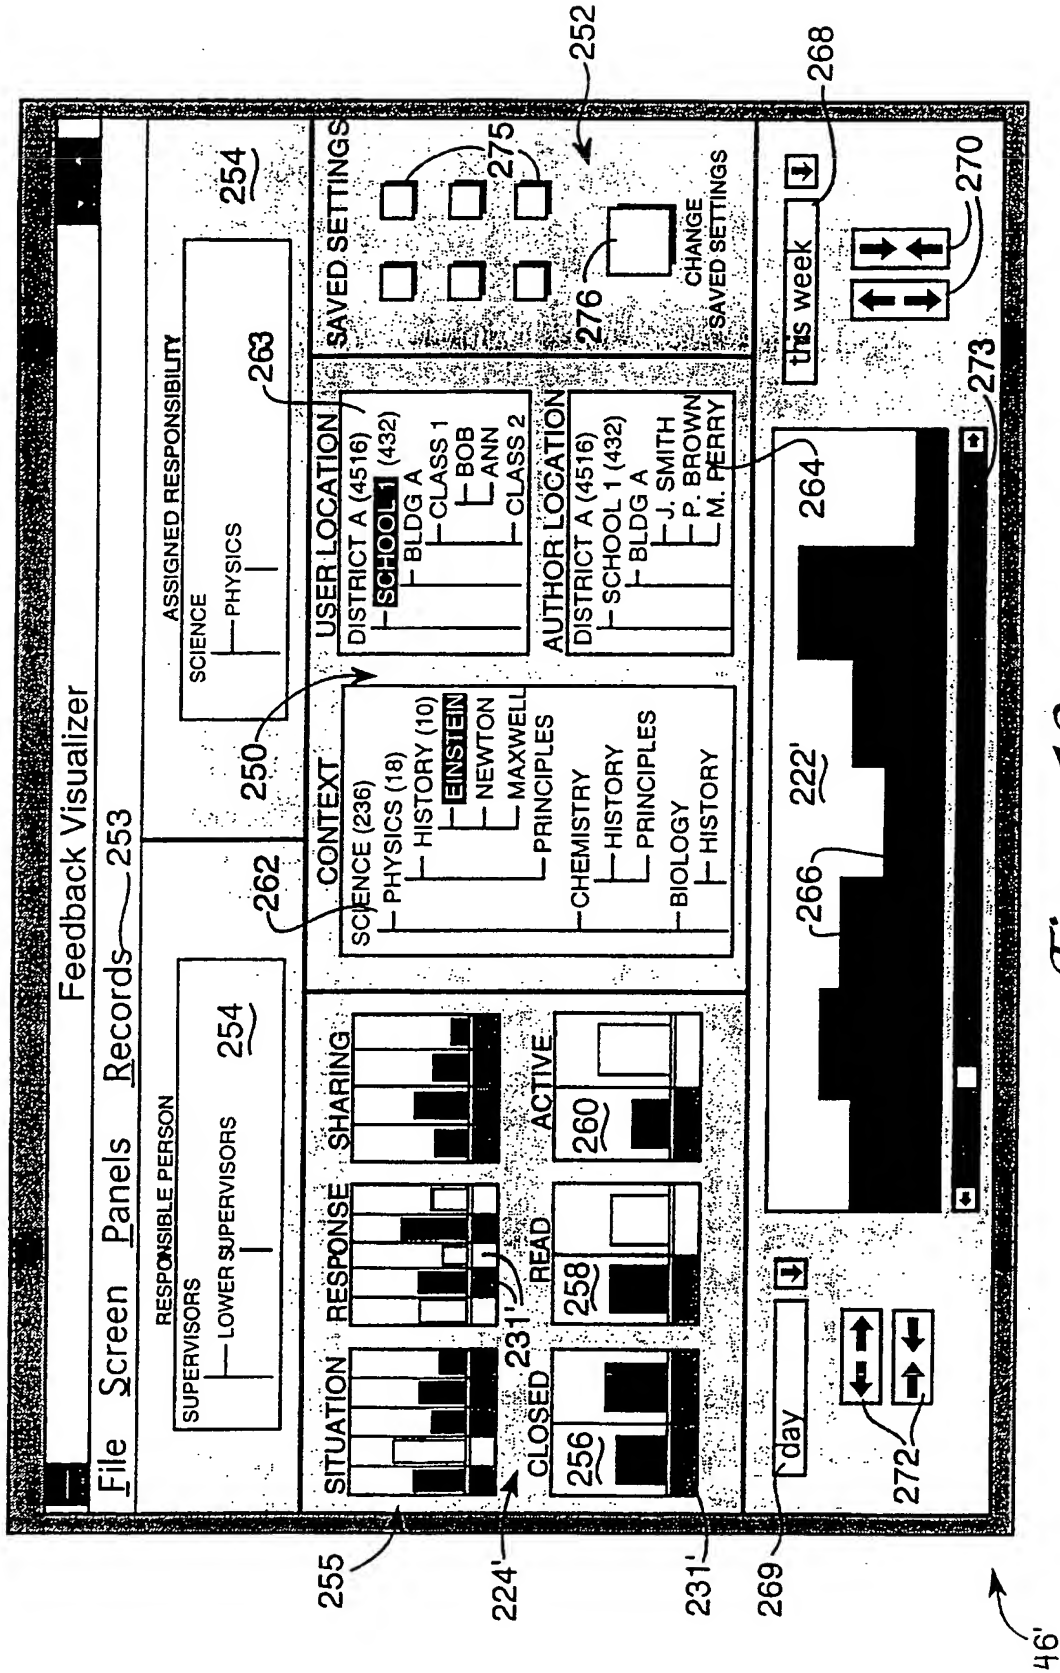 Feedback Visualizer
File Screen Panels Records 253
RESPONSIBLE PERSON
SUPERVISORS
LOWER SUPERVISORS
254
ASSIGNED RESPONSIBILITY
SCIENCE
PHYSICS
254
262
250
263
255
SITUATION
RESPONSE
SHARING
231'
224'
CLOSED
READ
ACTIVE
256
258
260
231'
CONTEXT
SCIENCE (236)
PHYSICS (18)
HISTORY (10)
EINSTEIN
NEWTON
MAXWELL
PRINCIPLES
CHEMISTRY
HISTORY
PRINCIPLES
BIOLOGY
HISTORY
USER LOCATION
DISTRICT A (4516)
SCHOOL 1 (432)
BLDG A
CLASS 1
BOB
ANN
CLASS 2
AUTHOR LOCATION
DISTRICT A (4516)
SCHOOL 1 (432)
BLDG A
J. SMITH
P. BROWN
M. PERRY
SAVED SETTINGS
275
276
CHANGE
SAVED SETTINGS
252
269
day
272
266
222'
264
273
this week
268
270
46'